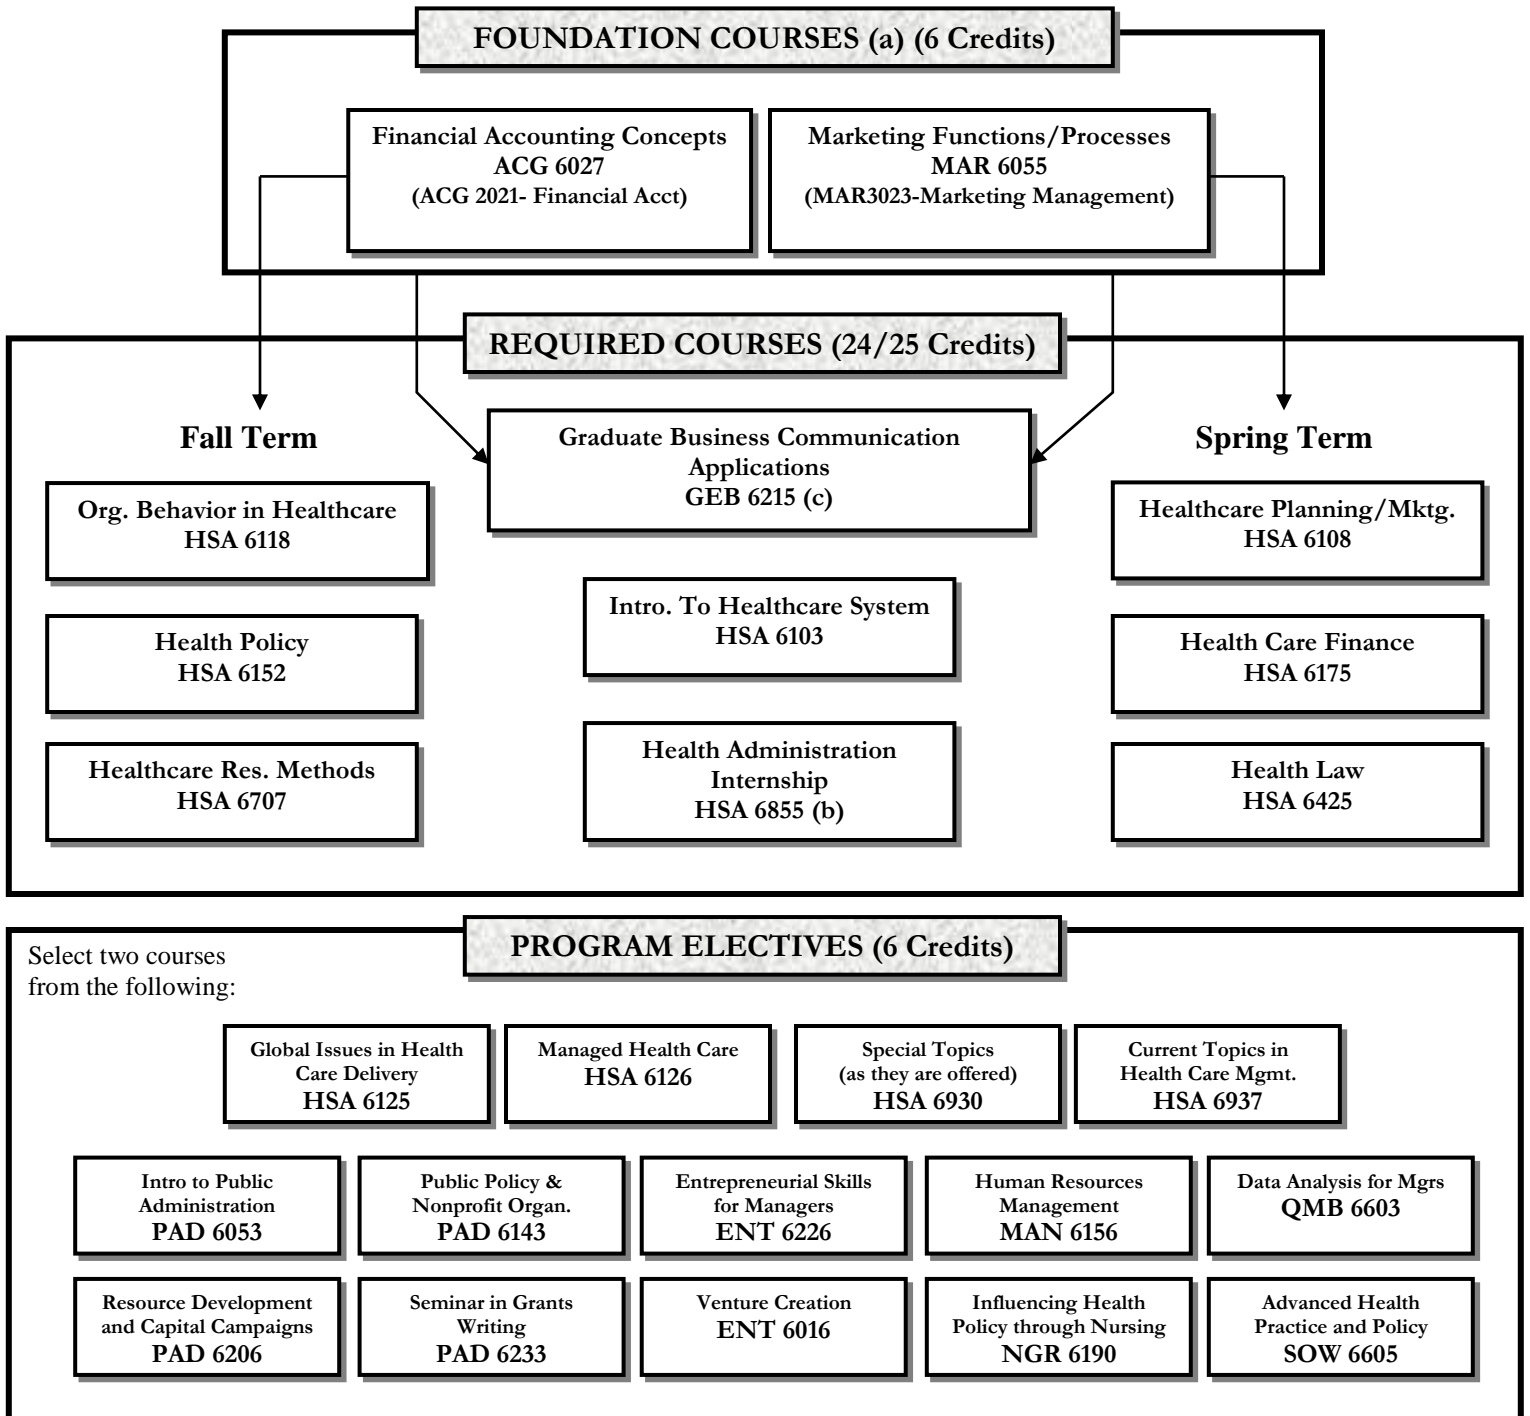 FOUNDATION COURSES (a) (6 Credits)
Financial Accounting Concepts
ACG 6027
(ACG 2021- Financial Acct)
Marketing Functions/Processes
MAR 6055
(MAR3023-Marketing Management)
REQUIRED COURSES (24/25 Credits)
Fall Term
Org. Behavior in Healthcare
HSA 6118
Health Policy
HSA 6152
Healthcare Res. Methods
HSA 6707
Graduate Business Communication
Applications
GEB 6215 (c)
Intro. To Healthcare System
HSA 6103
Health Administration
Internship
HSA 6855 (b)
Spring Term
Healthcare Planning/Mktg.
HSA 6108
Health Care Finance
HSA 6175
Health Law
HSA 6425
PROGRAM ELECTIVES (6 Credits)
Select two courses
from the following:
Global Issues in Health
Care Delivery
HSA 6125
Managed Health Care
HSA 6126
Special Topics
(as they are offered)
HSA 6930
Current Topics in
Health Care Mgmt.
HSA 6937
Intro to Public
Administration
PAD 6053
Public Policy &
Nonprofit Organ.
PAD 6143
Entrepreneurial Skills
for Managers
ENT 6226
Human Resources
Management
MAN 6156
Data Analysis for Mgrs
QMB 6603
Resource Development
and Capital Campaigns
PAD 6206
Seminar in Grants
Writing
PAD 6233
Venture Creation
ENT 6016
Influencing Health
Policy through Nursing
NGR 6190
Advanced Health
Practice and Policy
SOW 6605